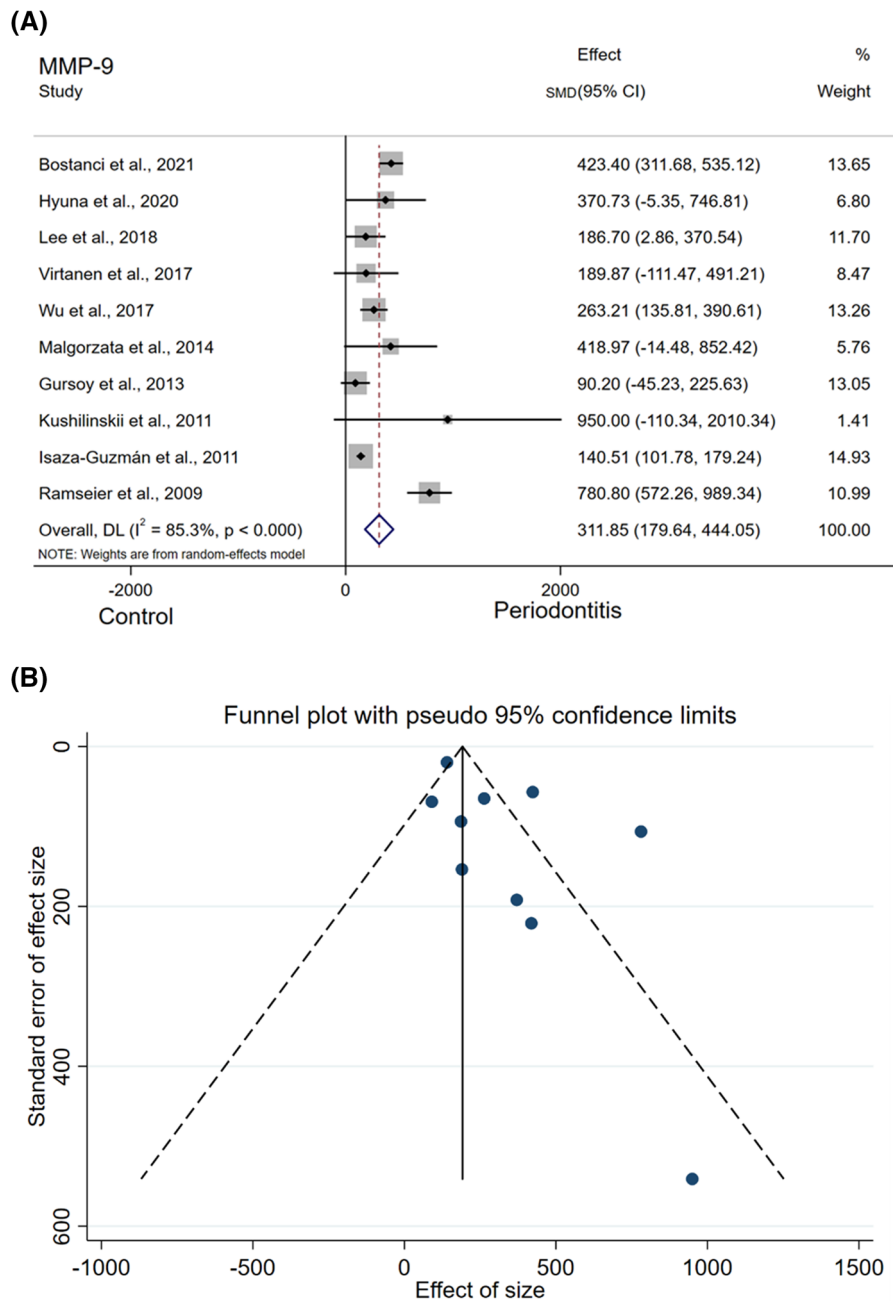 (A)
MMP-9
Effect %
Study SMD(95% CI) Weight
Bostanci et al., 2021 423.40 (311.68, 535.12) 13.65
Hyuna et al., 2020 370.73 (-5.35, 746.81) 6.80
Lee et al., 2018 186.70 (2.86, 370.54) 11.70
Virtanen et al., 2017 189.87 (-111.47, 491.21) 8.47
Wu et al., 2017 263.21 (135.81, 390.61) 13.26
Malgorzata et al., 2014 418.97 (-14.48, 852.42) 5.76
Gursoy et al., 2013 90.20 (-45.23, 225.63) 13.05
Kushilinskii et al., 2011 950.00 (-110.34, 2010.34) 1.41
Isaza-Guzmán et al., 2011 140.51 (101.78, 179.24) 14.93
Ramseier et al., 2009 780.80 (572.26, 989.34) 10.99
Overall, DL (I² = 85.3%, p < 0.000) 311.85 (179.64, 444.05) 100.00
NOTE: Weights are from random-effects model
-2000 0 2000
Control Periodontitis
(B)
Funnel plot with pseudo 95% confidence limits
Standard error of effect size
0
200
400
600
-1000 -500 0 500 1000 1500
Effect of size